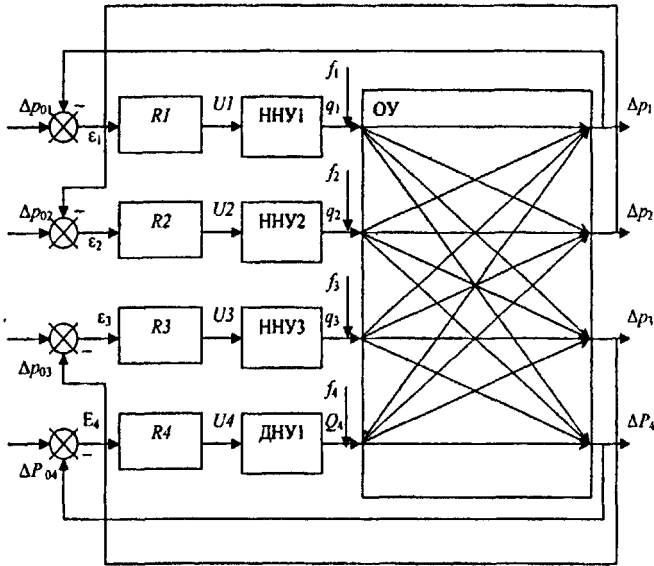 f₁
Δp₀₁ − ε₁ R1 U1 ННУ1 q₁ ОУ Δp₁
f₂
Δp₀₂ − ε₂ R2 U2 ННУ2 q₂ Δp₂
f₃
− ε₃ R3 U3 ННУ3 q₃ Δp₃
Δp₀₃
f₄
− E₄ R4 U4 ДНУ1 Q₄ ΔP₄
ΔP₀₄